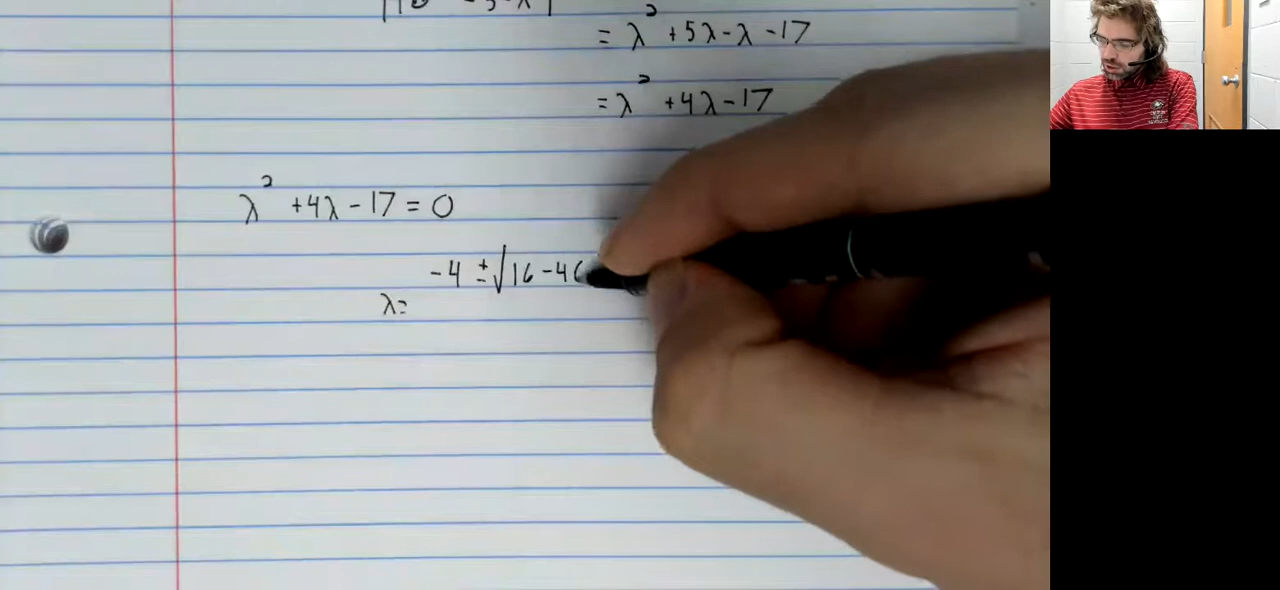 = λ² + 5λ - λ - 17
= λ² + 4λ - 17
λ² + 4λ - 17 = 0
-4 ± √16 - 4(
λ =